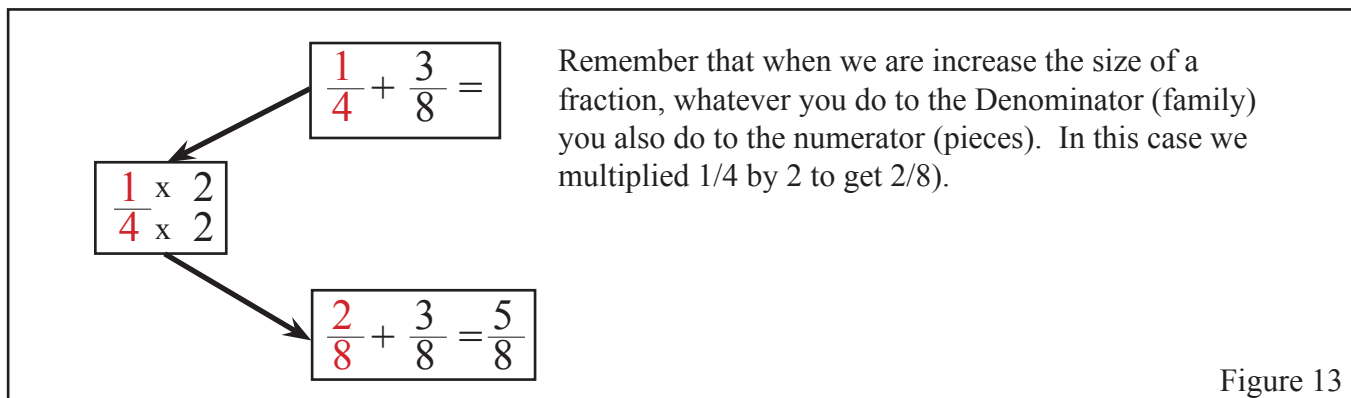 1/4 + 3/8 =
Remember that when we are increase the size of a
fraction, whatever you do to the Denominator (family)
you also do to the numerator (pieces).  In this case we
multiplied 1/4 by 2 to get 2/8).
1 x 2
4 x 2
2/8 + 3/8 = 5/8
Figure 13